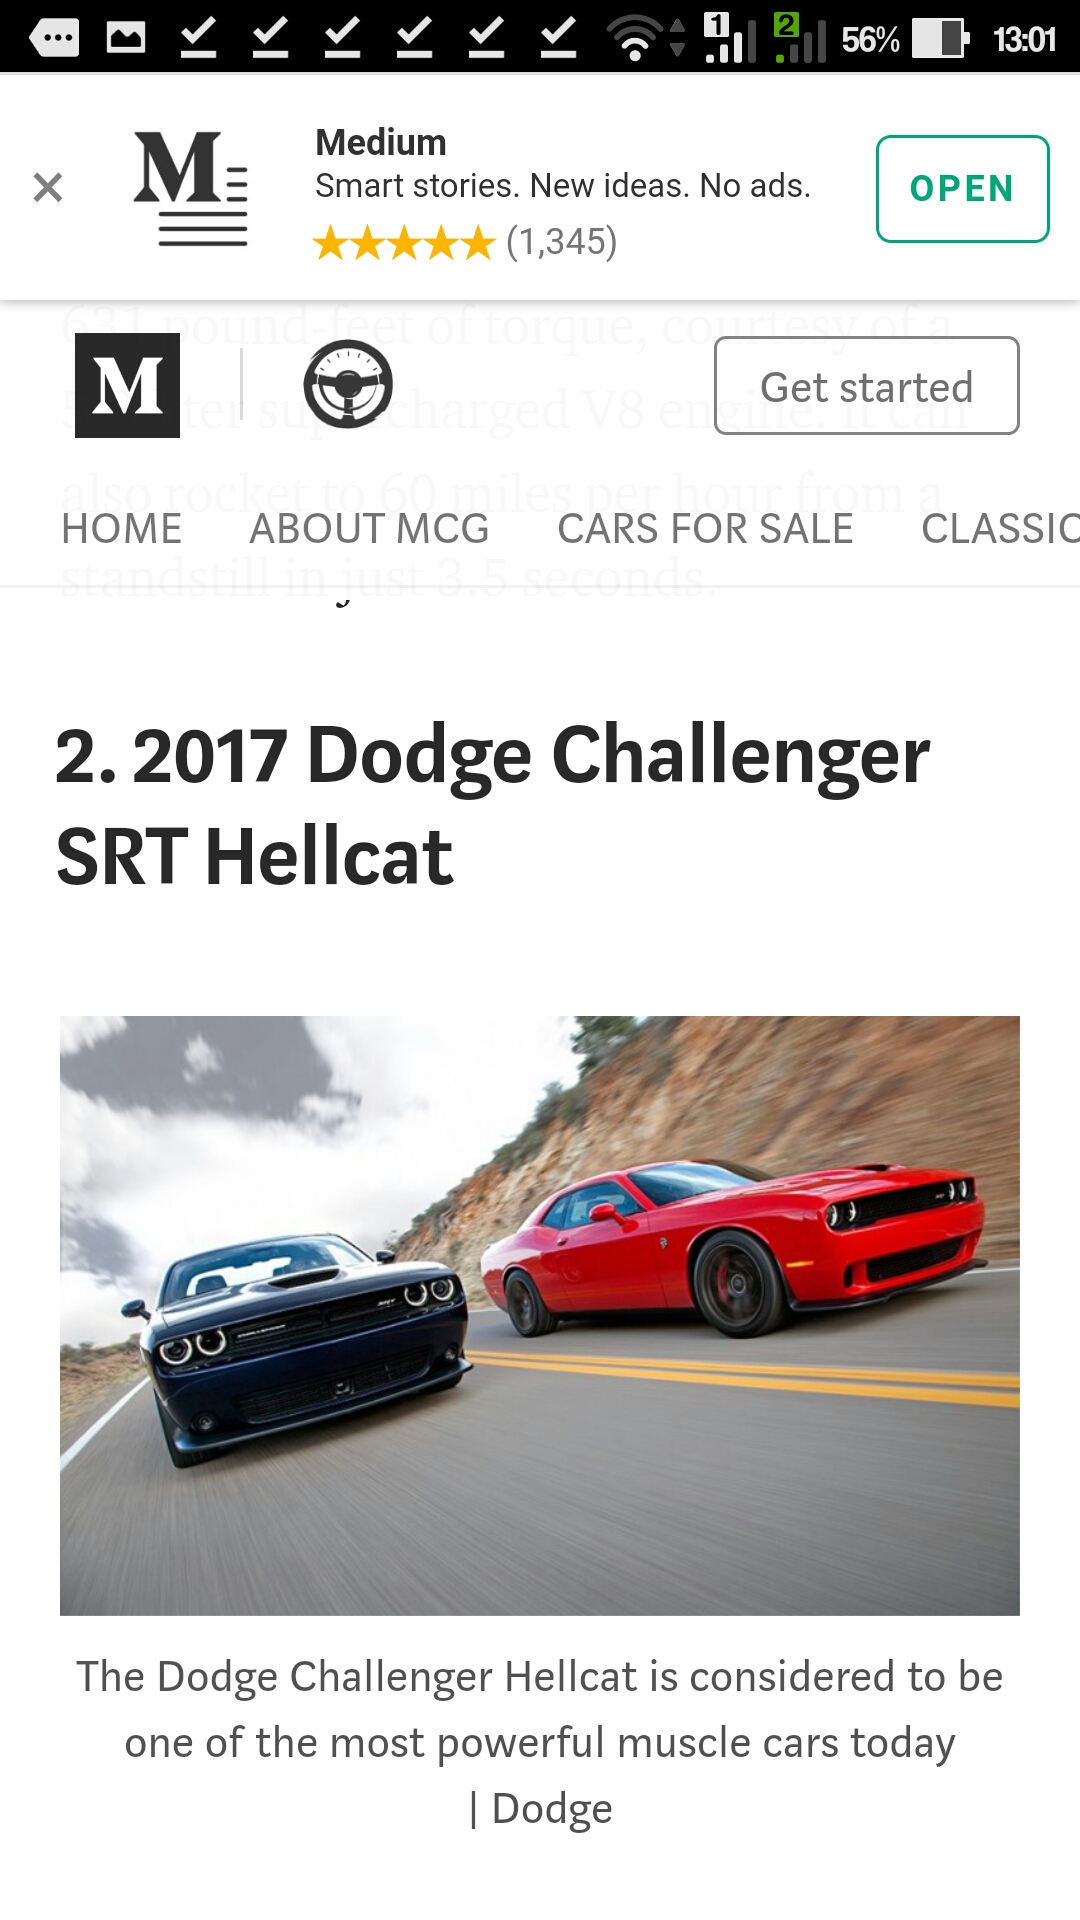 1 2 56% 13:01
Medium
Smart stories. New ideas. No ads.
(1,345)
OPEN
631 pound-feet of torque, courtesy of a
M
Get started
charged V8 engine. It can
also rocket to 60 miles per hour from a
HOME ABOUT MCG CARS FOR SALE CLASSIC
standstill in just 3.5 seconds.
2. 2017 Dodge Challenger
SRT Hellcat
The Dodge Challenger Hellcat is considered to be
one of the most powerful muscle cars today
| Dodge